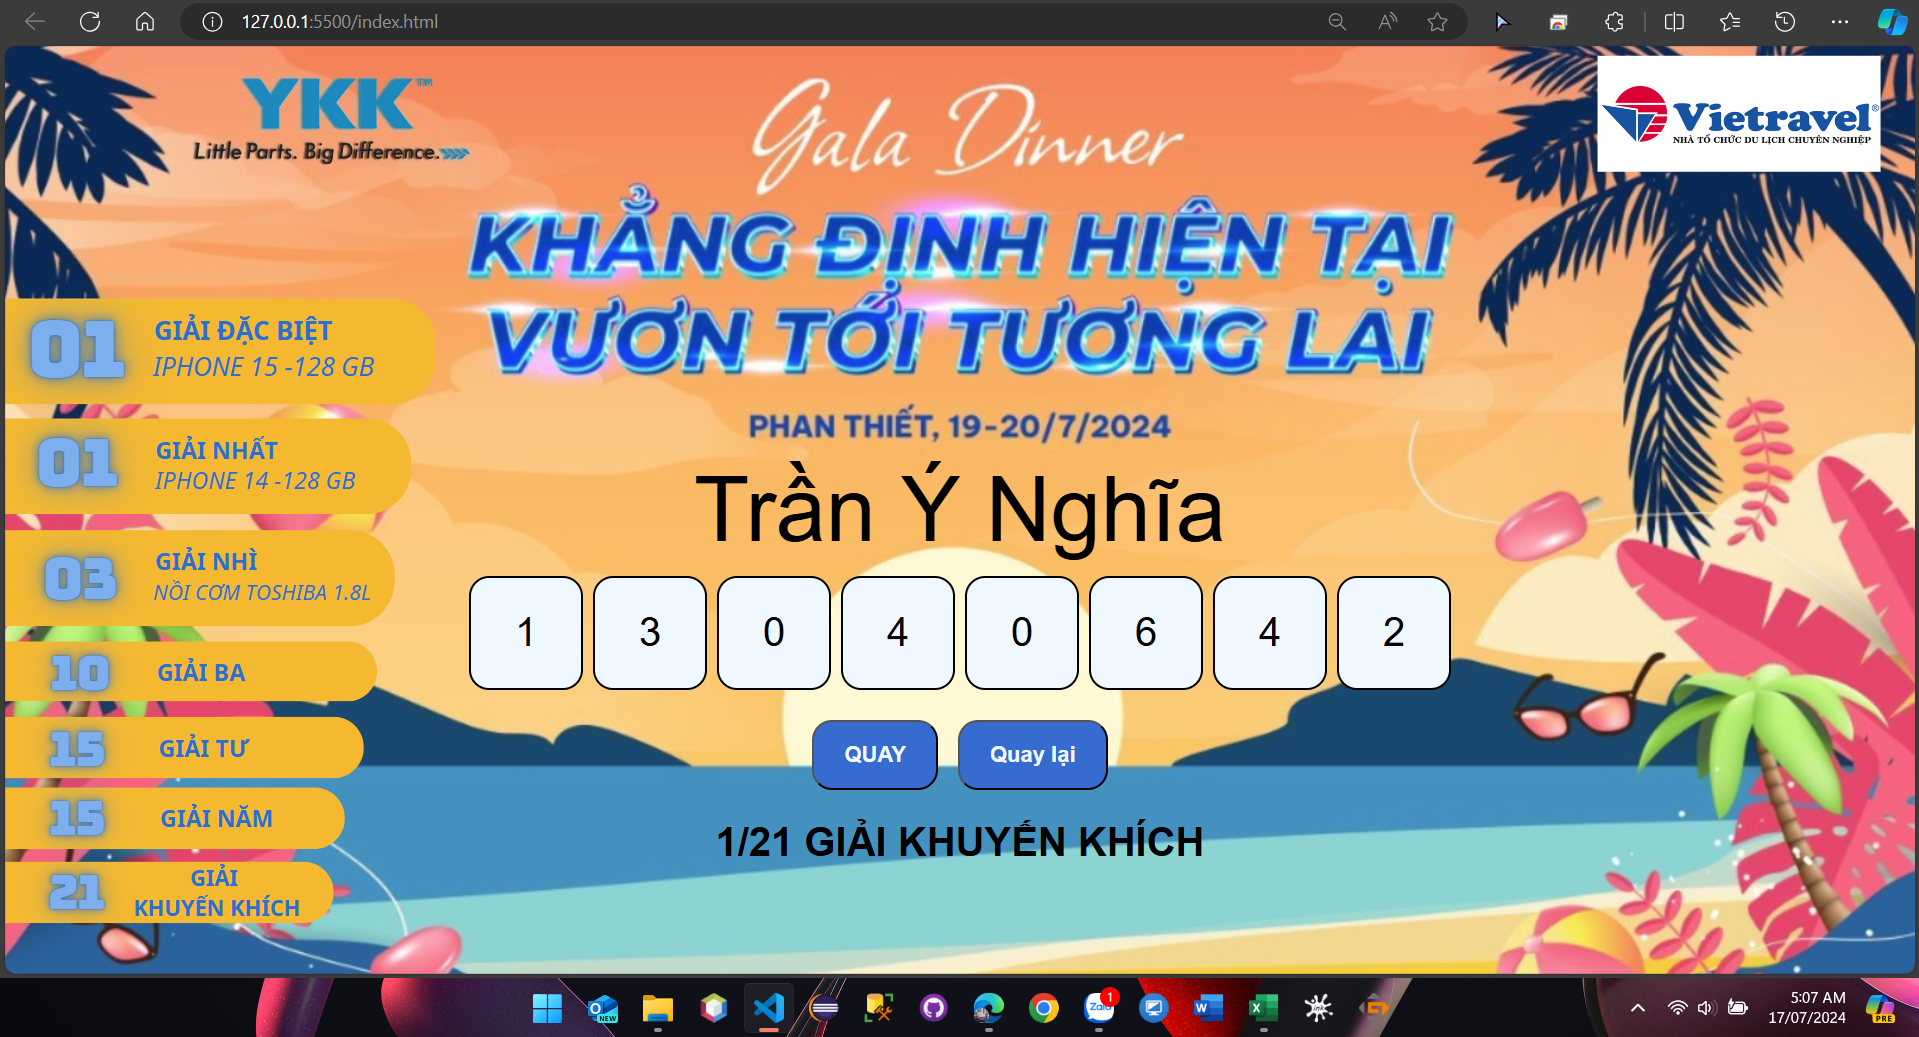 127.0.0.1:5500/index.html
YKK™
Little Parts. Big Difference.
Gala Dinner
Vietravel®
NHÀ TỔ CHỨC DU LỊCH CHUYÊN NGHIỆP
KHẲNG ĐỊNH HIỆN TẠI
VƯƠN TỚI TƯƠNG LAI
PHAN THIẾT, 19-20/7/2024
01
GIẢI ĐẶC BIỆT
IPHONE 15 -128 GB
01
GIẢI NHẤT
IPHONE 14 -128 GB
03
GIẢI NHÌ
NỒI CƠM TOSHIBA 1.8L
10
GIẢI BA
15
GIẢI TƯ
15
GIẢI NĂM
21
GIẢI
KHUYẾN KHÍCH
Trần Ý Nghĩa
1 3 0 4 0 6 4 2
QUAY
Quay lại
1/21 GIẢI KHUYẾN KHÍCH
NEW
Zalo
1
5:07 AM
17/07/2024
PRE